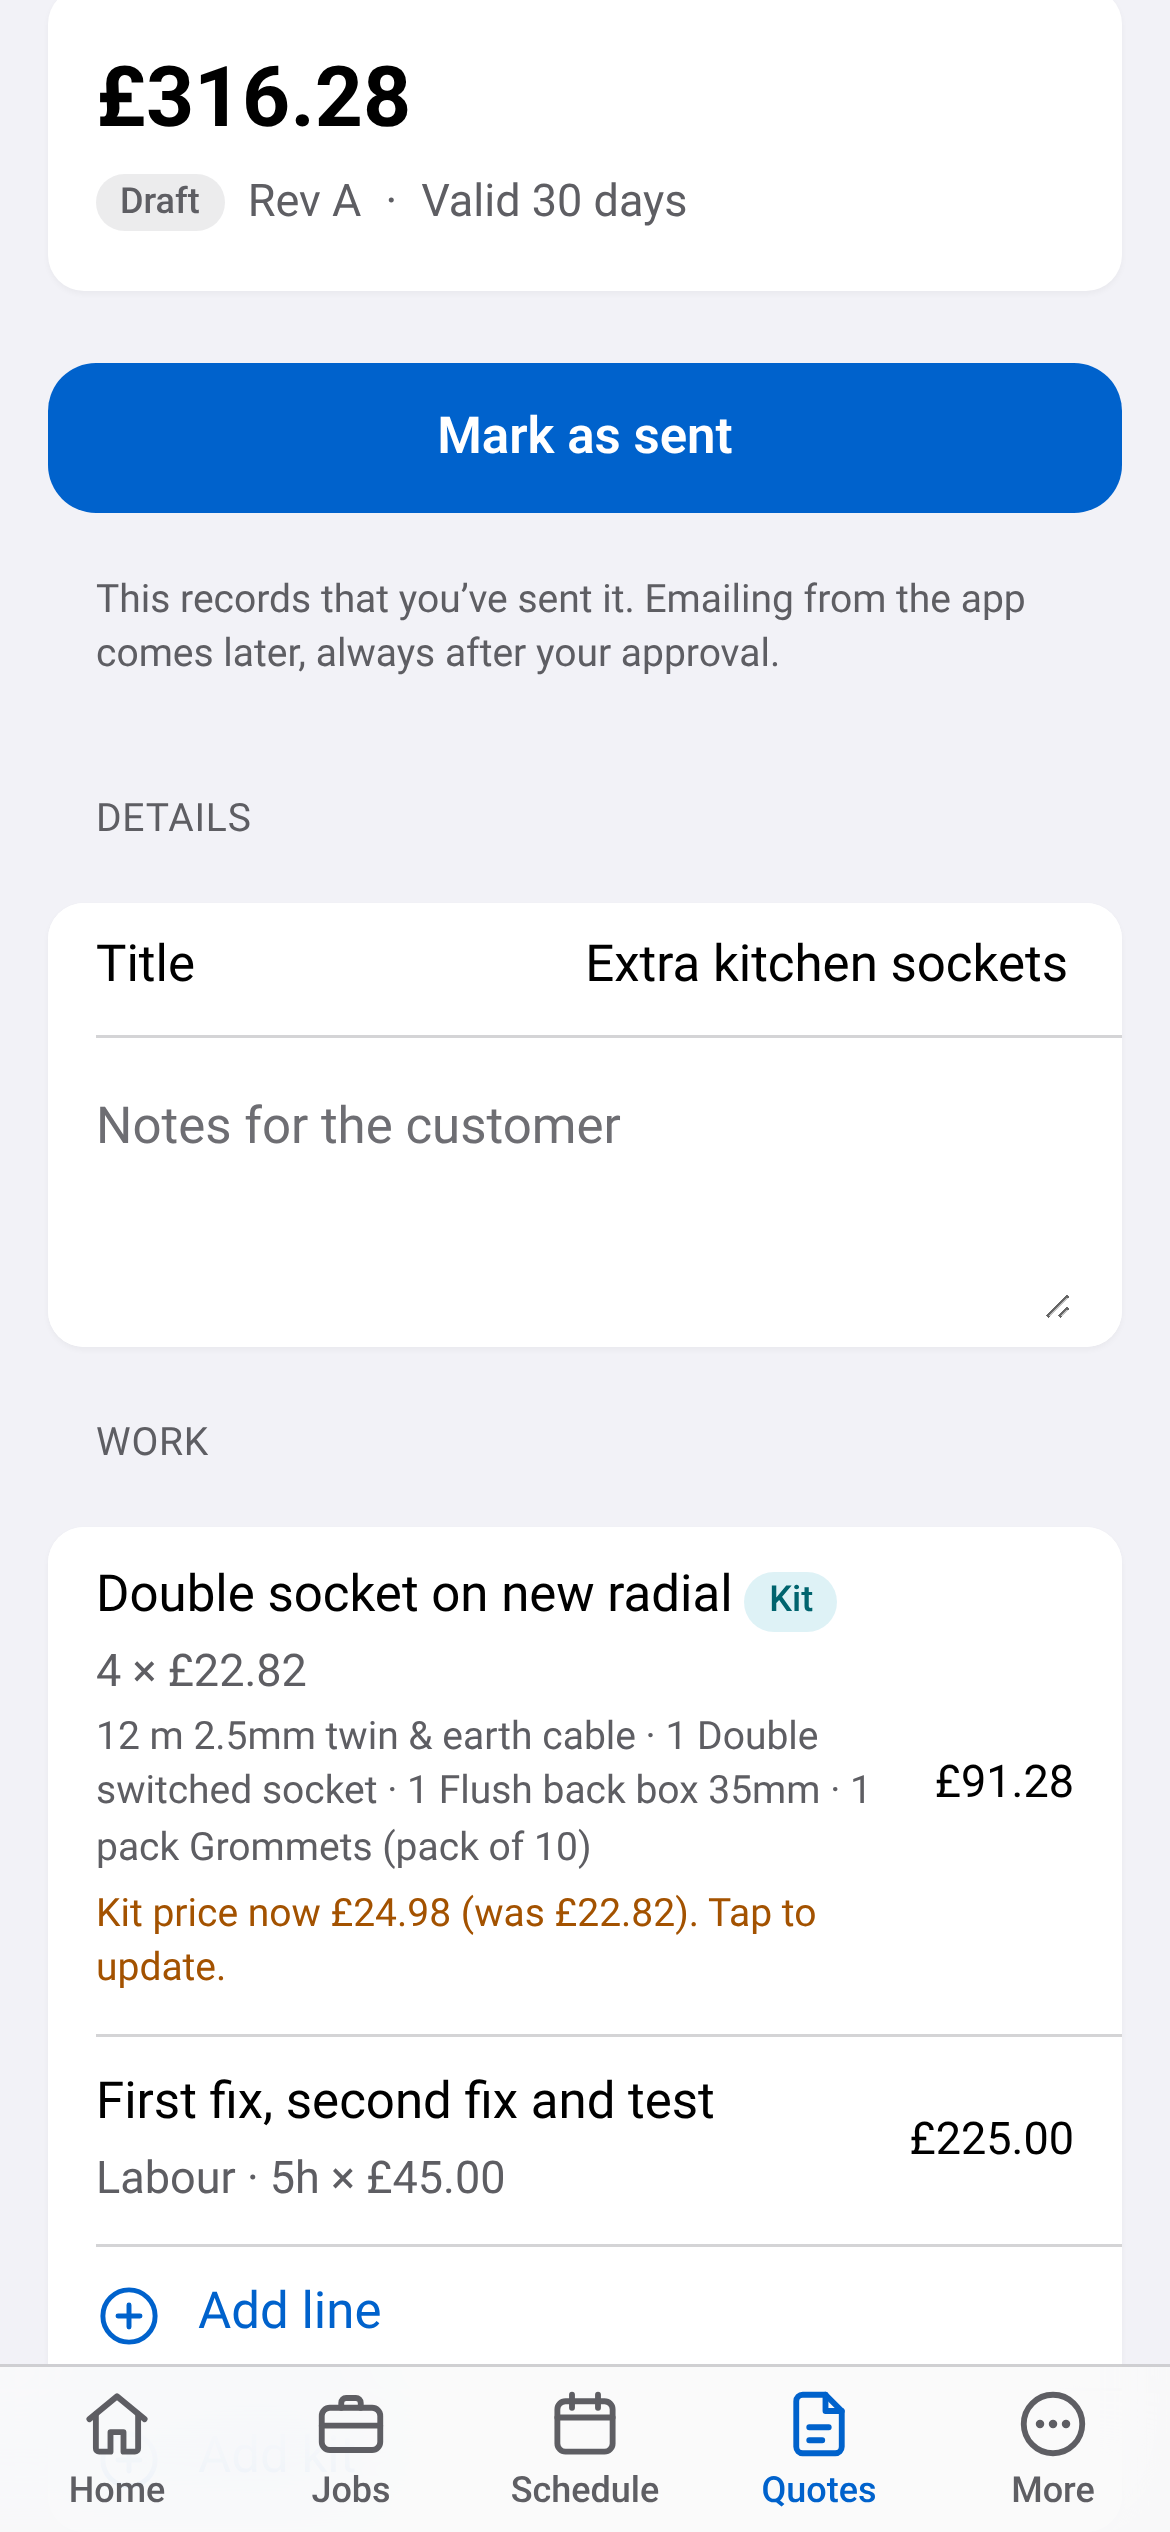 £316.28
Draft Rev A · Valid 30 days
Mark as sent
This records that you’ve sent it. Emailing from the app
comes later, always after your approval.
DETAILS
Title Extra kitchen sockets
Notes for the customer
WORK
Double socket on new radial Kit
4 × £22.82
12 m 2.5mm twin & earth cable · 1 Double
switched socket · 1 Flush back box 35mm · 1
pack Grommets (pack of 10)
£91.28
Kit price now £24.98 (was £22.82). Tap to
update.
First fix, second fix and test
Labour · 5h × £45.00
£225.00
Add line
Add kit
Home Jobs Schedule Quotes More